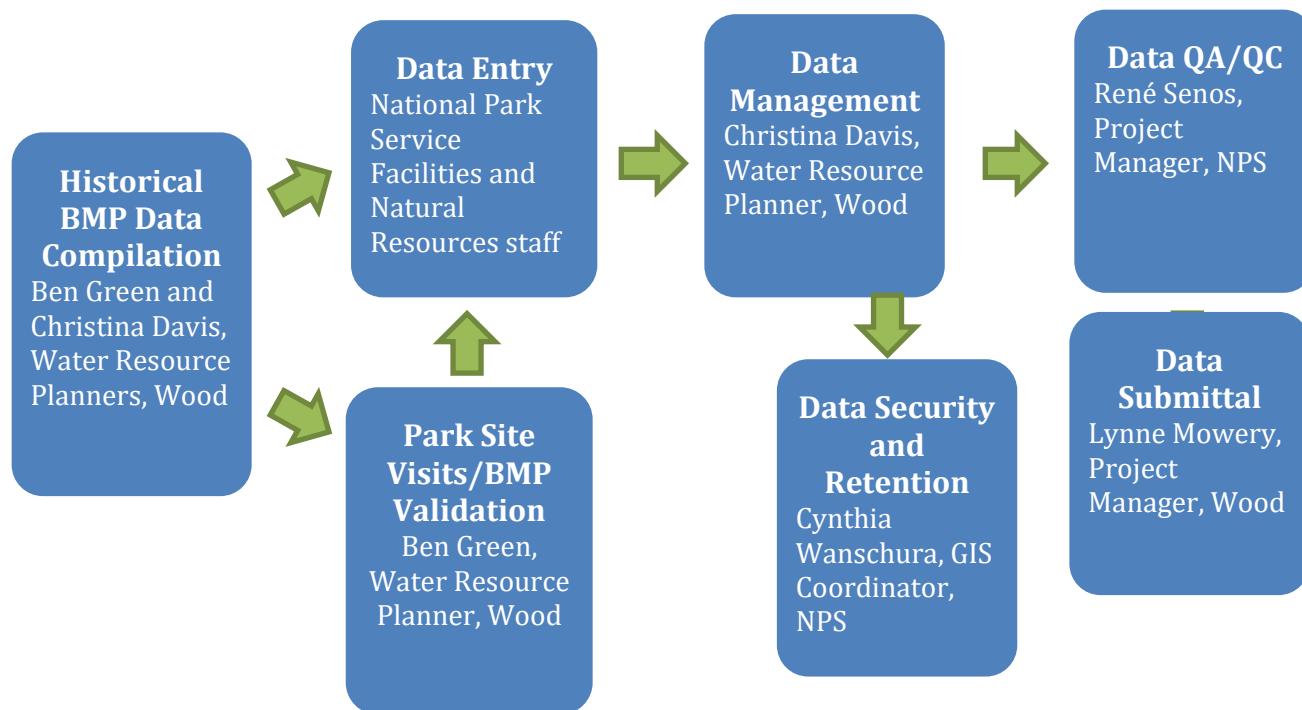 Historical
BMP Data
Compilation
Ben Green and
Christina Davis,
Water Resource
Planners, Wood
Data Entry
National Park
Service
Facilities and
Natural
Resources staff
Park Site
Visits/BMP
Validation
Ben Green,
Water Resource
Planner, Wood
Data
Management
Christina Davis,
Water Resource
Planner, Wood
Data Security
and
Retention
Cynthia
Wanschura, GIS
Coordinator,
NPS
Data QA/QC
René Senos,
Project
Manager, NPS
Data
Submittal
Lynne Mowery,
Project
Manager, Wood